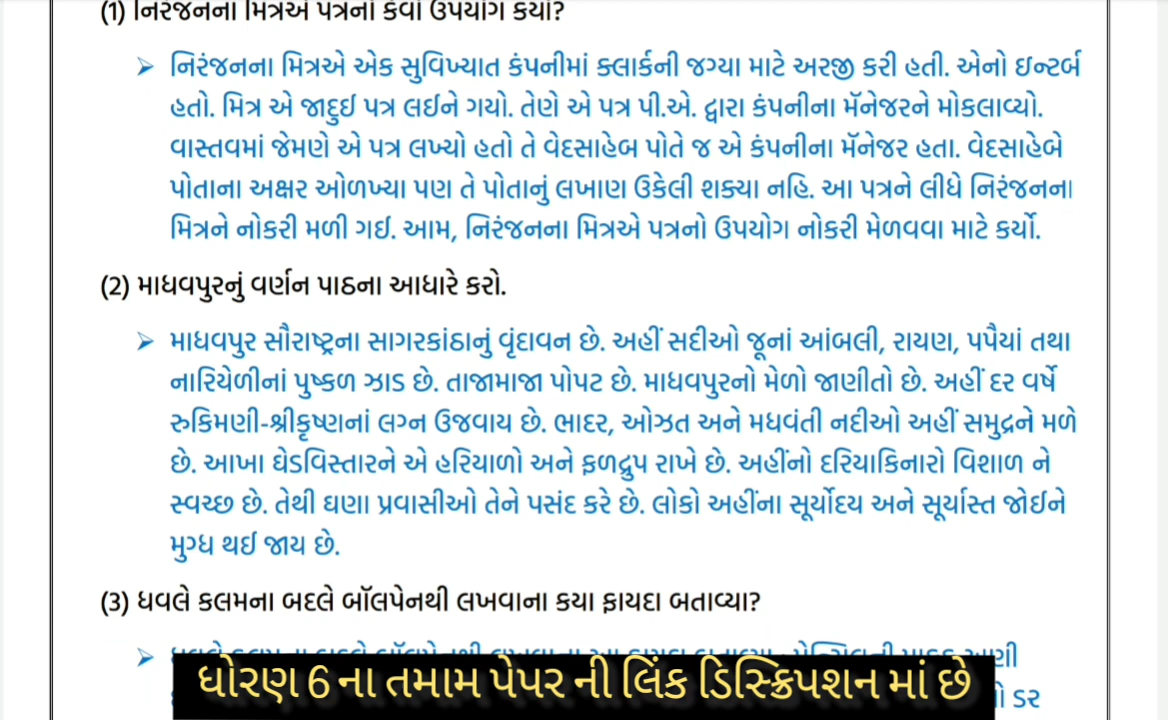 (1) નિરંજનના મિત્રએ પત્રનો કેવો ઉપયોગ કર્યો?
➢ નિરંજનના મિત્રએ એક સુવિખ્યાત કંપનીમાં ક્લાર્કની જગ્યા માટે અરજી કરી હતી. એનો ઇન્ટર્બ
હતો. મિત્ર એ જાદુઈ પત્ર લઈને ગયો. તેણે એ પત્ર પી.એ. દ્વારા કંપનીના મૅનેજરને મોકલાવ્યો.
વાસ્તવમાં જેમણે એ પત્ર લખ્યો હતો તે વેદસાહેબ પોતે જ એ કંપનીના મૅનેજર હતા. વેદસાહેબે
પોતાના અક્ષર ઓળખ્યા પણ તે પોતાનું લખાણ ઉકેલી શક્યા નહિ. આ પત્રને લીધે નિરંજનના
મિત્રને નોકરી મળી ગઈ. આમ, નિરંજનના મિત્રએ પત્રનો ઉપયોગ નોકરી મેળવવા માટે કર્યો.
(2) માધવપુરનું વર્ણન પાઠના આધારે કરો.
➢ માધવપુર સૌરાષ્ટ્રના સાગરકાંઠાનું વૃંદાવન છે. અહીં સદીઓ જૂનાં આંબલી, રાયણ, પપૈયાં તથા
નારિયેળીનાં પુષ્કળ ઝાડ છે. તાજામાજા પોપટ છે. માધવપુરનો મેળો જાણીતો છે. અહીં દર વર્ષે
રુકિમણી-શ્રીકૃષ્ણનાં લગ્ન ઉજવાય છે. ભાદર, ઓઝત અને મધવંતી નદીઓ અહીં સમુદ્રને મળે
છે. આખા ઘેડવિસ્તારને એ હરિયાળો અને ફળદ્રુપ રાખે છે. અહીંનો દરિયાકિનારો વિશાળ ને
સ્વચ્છ છે. તેથી ઘણા પ્રવાસીઓ તેને પસંદ કરે છે. લોકો અહીંના સૂર્યોદય અને સૂર્યાસ્ત જોઈને
મુગ્ધ થઈ જાય છે.
(3) ધવલે કલમના બદલે બૉલપેનથી લખવાના કયા ફાયદા બતાવ્યા?
➢
ડર
ધોરણ 6 ના તમામ પેપર ની લિંક ડિસ્ક્રિપશન માં છે